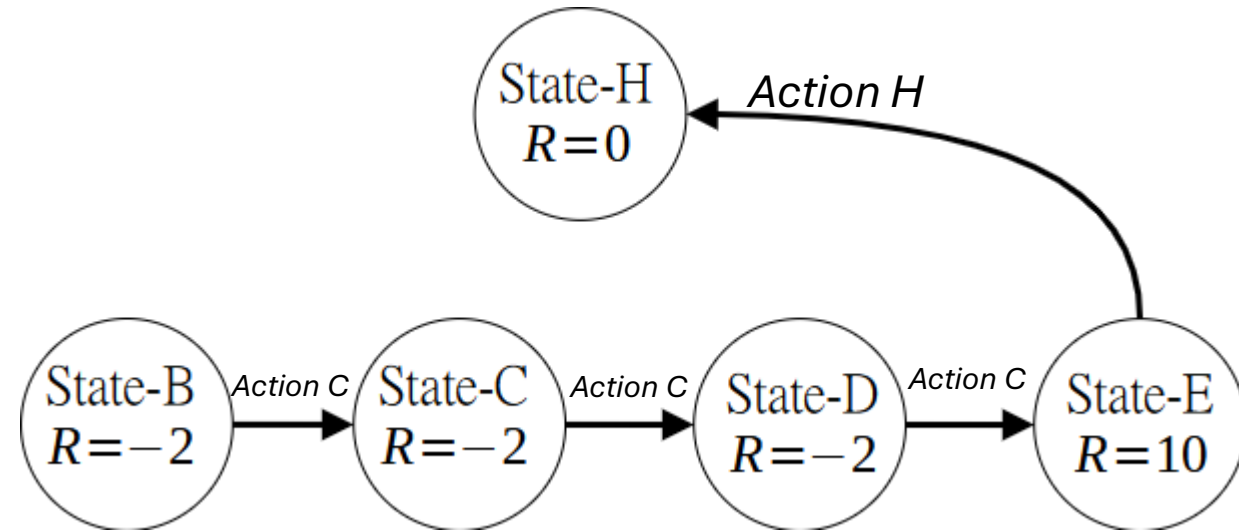 State-H
R=0
Action H
State-B
R=−2
Action C
State-C
R=−2
Action C
State-D
R=−2
Action C
State-E
R=10